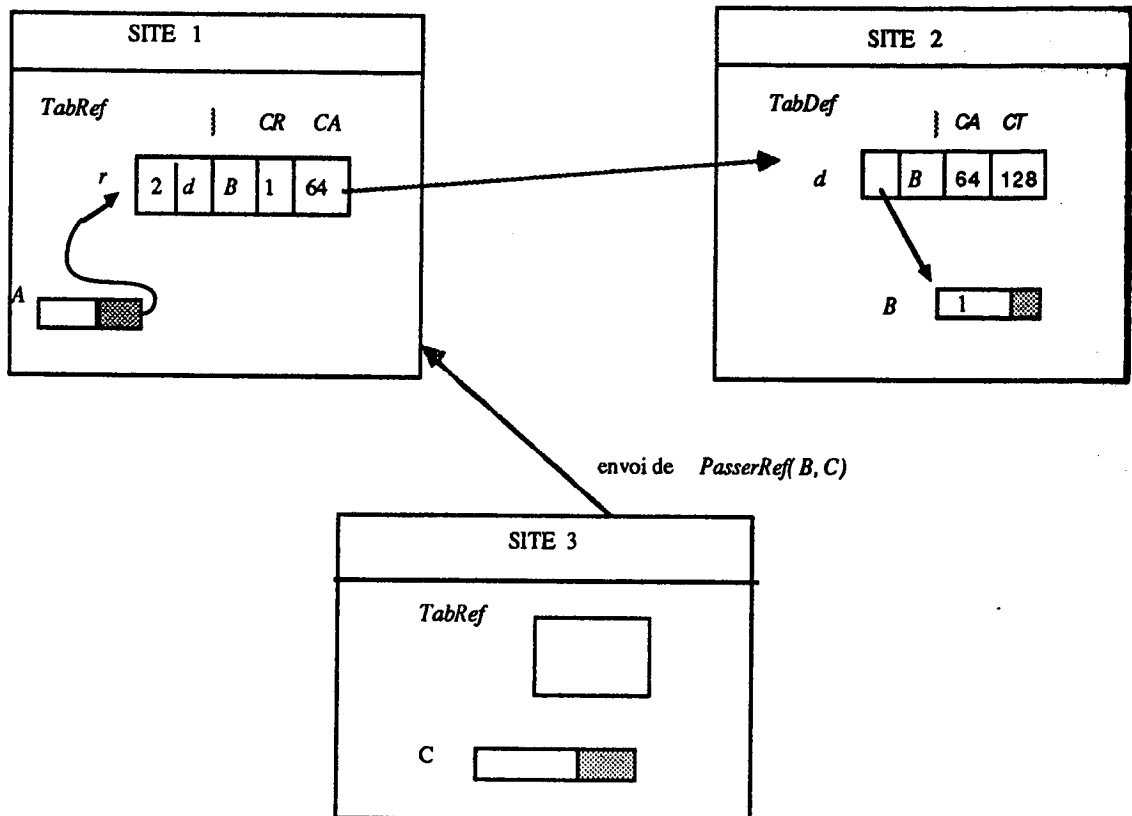 SITE 1
TabRef
CR CA
r
2 d B 1 64
A
SITE 2
TabDef
CA CT
d
B 64 128
B
1
envoi de PasserRef( B, C)
SITE 3
TabRef
C